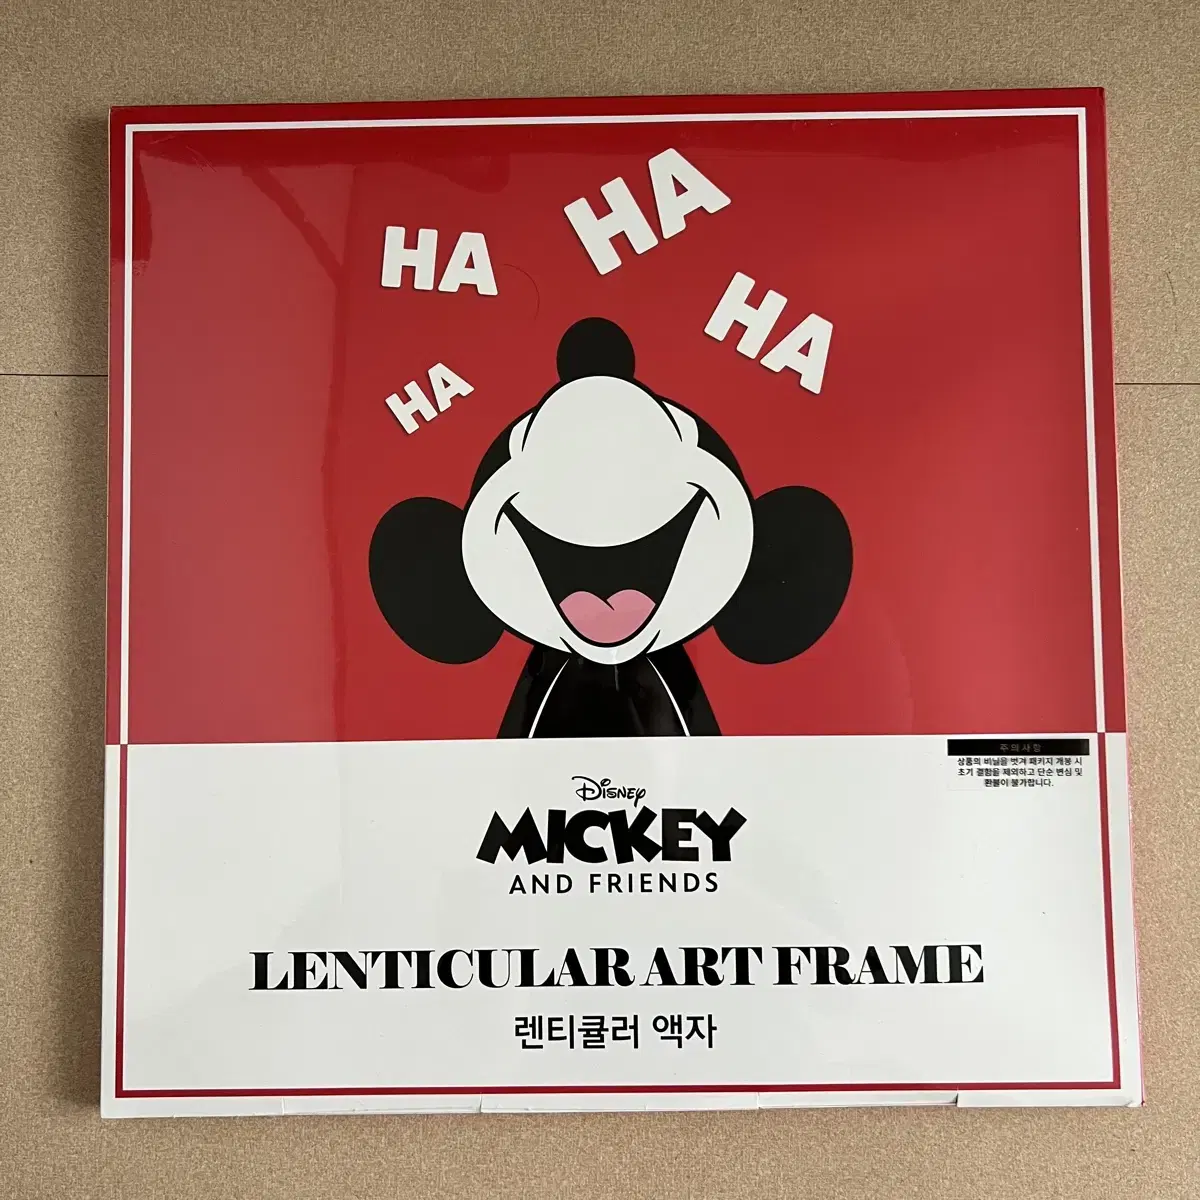 HA
HA
HA
HA
주의사항
상품의 비닐을 벗겨 패키지 개봉 시
초기 결함을 제외하고 단순 변심 및
환불이 불가합니다.
Disney
MICKEY
AND FRIENDS
LENTICULAR ART FRAME
렌티큘러 액자